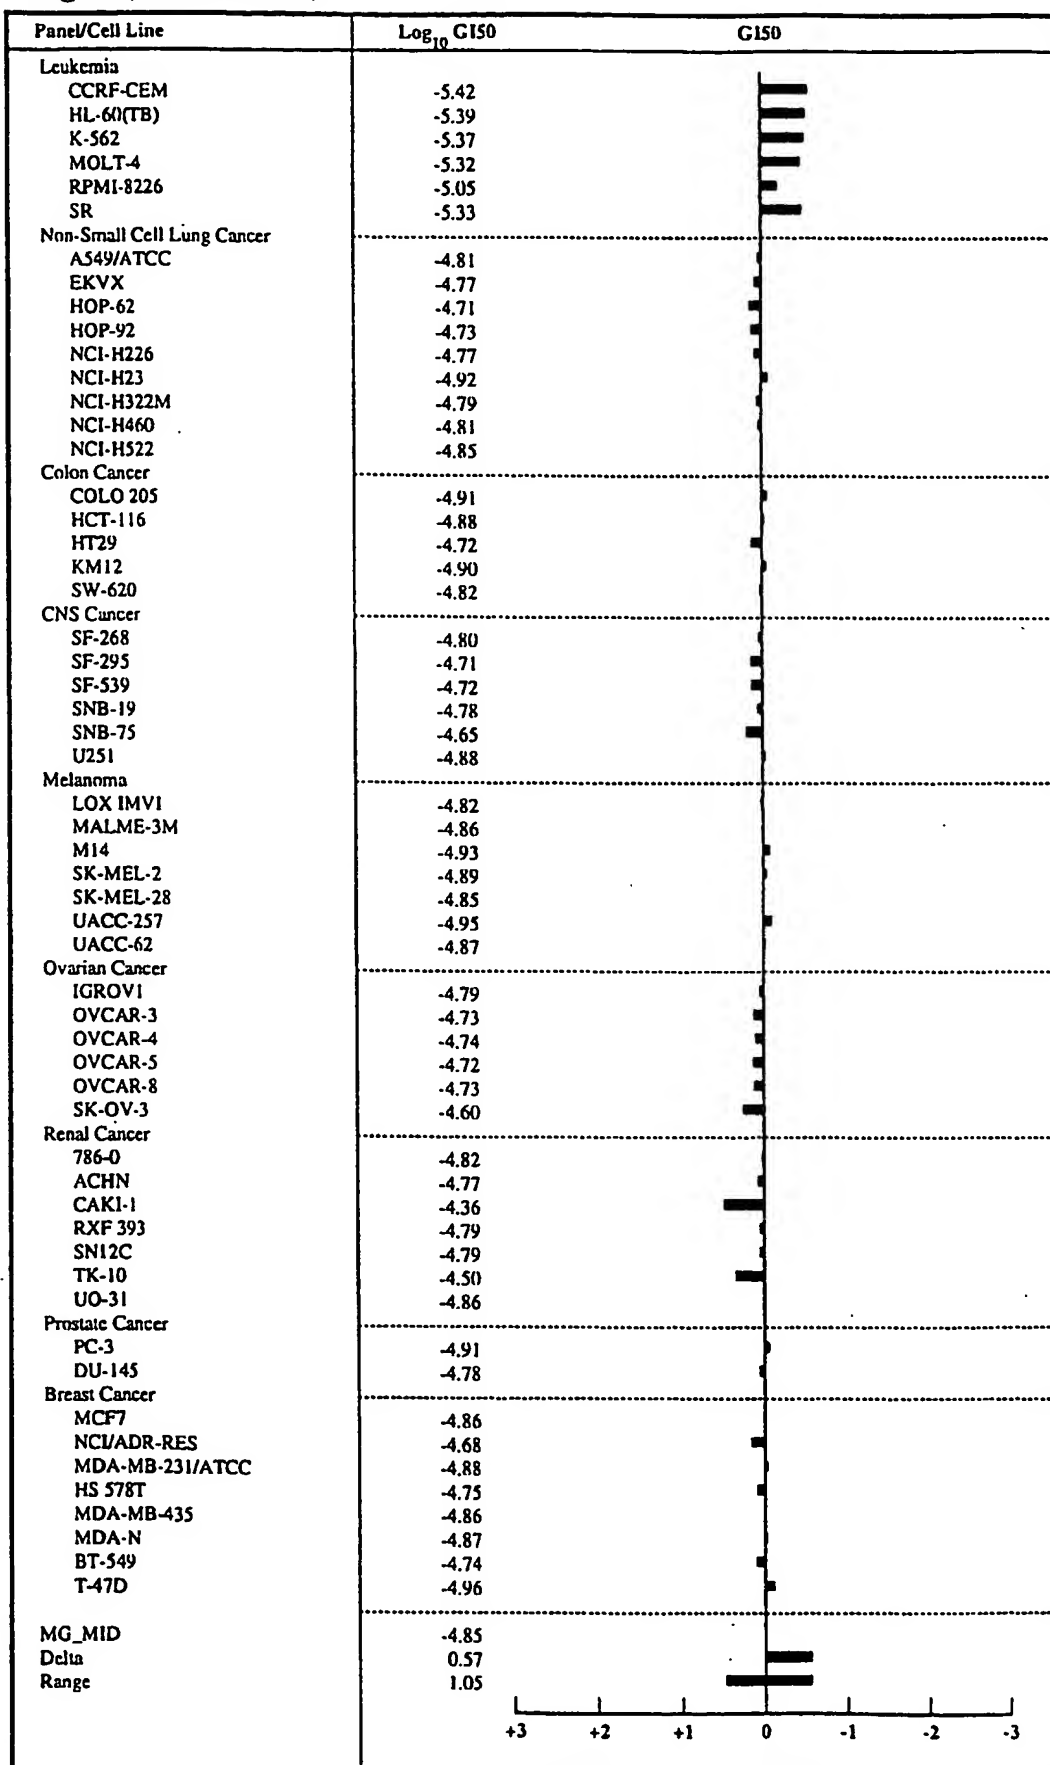 Panel/Cell Line Log10 GI50 GI50
Leukemia
CCRF-CEM -5.42
HL-60(TB) -5.39
K-562 -5.37
MOLT-4 -5.32
RPMI-8226 -5.05
SR -5.33
Non-Small Cell Lung Cancer
A549/ATCC -4.81
EKVX -4.77
HOP-62 -4.71
HOP-92 -4.73
NCI-H226 -4.77
NCI-H23 -4.92
NCI-H322M -4.79
NCI-H460 -4.81
NCI-H522 -4.85
Colon Cancer
COLO 205 -4.91
HCT-116 -4.88
HT29 -4.72
KM12 -4.90
SW-620 -4.82
CNS Cancer
SF-268 -4.80
SF-295 -4.71
SF-539 -4.72
SNB-19 -4.78
SNB-75 -4.65
U251 -4.88
Melanoma
LOX IMVI -4.82
MALME-3M -4.86
M14 -4.93
SK-MEL-2 -4.89
SK-MEL-28 -4.85
UACC-257 -4.95
UACC-62 -4.87
Ovarian Cancer
IGROV1 -4.79
OVCAR-3 -4.73
OVCAR-4 -4.74
OVCAR-5 -4.72
OVCAR-8 -4.73
SK-OV-3 -4.60
Renal Cancer
786-0 -4.82
ACHN -4.77
CAKI-1 -4.36
RXF 393 -4.79
SN12C -4.79
TK-10 -4.50
UO-31 -4.86
Prostate Cancer
PC-3 -4.91
DU-145 -4.78
Breast Cancer
MCF7 -4.86
NCI/ADR-RES -4.68
MDA-MB-231/ATCC -4.88
HS 578T -4.75
MDA-MB-435 -4.86
MDA-N -4.87
BT-549 -4.74
T-47D -4.96
MG_MID -4.85
Delta 0.57
Range 1.05
+3 +2 +1 0 -1 -2 -3